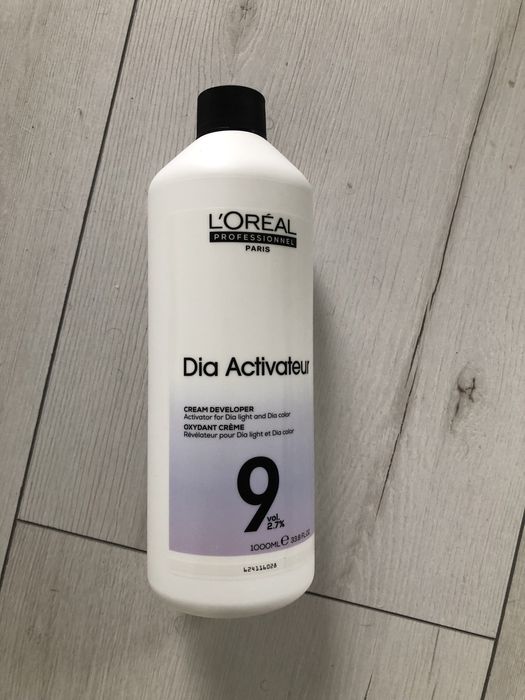 L'ORÉAL
PROFESSIONNEL
PARIS
Dia Activateur
CREAM DEVELOPER
Activator for Dia light and Dia color
OXYDANT CRÈME
Révélateur pour Dia light et Dia color
9
vol.
2.7%
1000ML ℮ 33.8 FL OZ
624116028